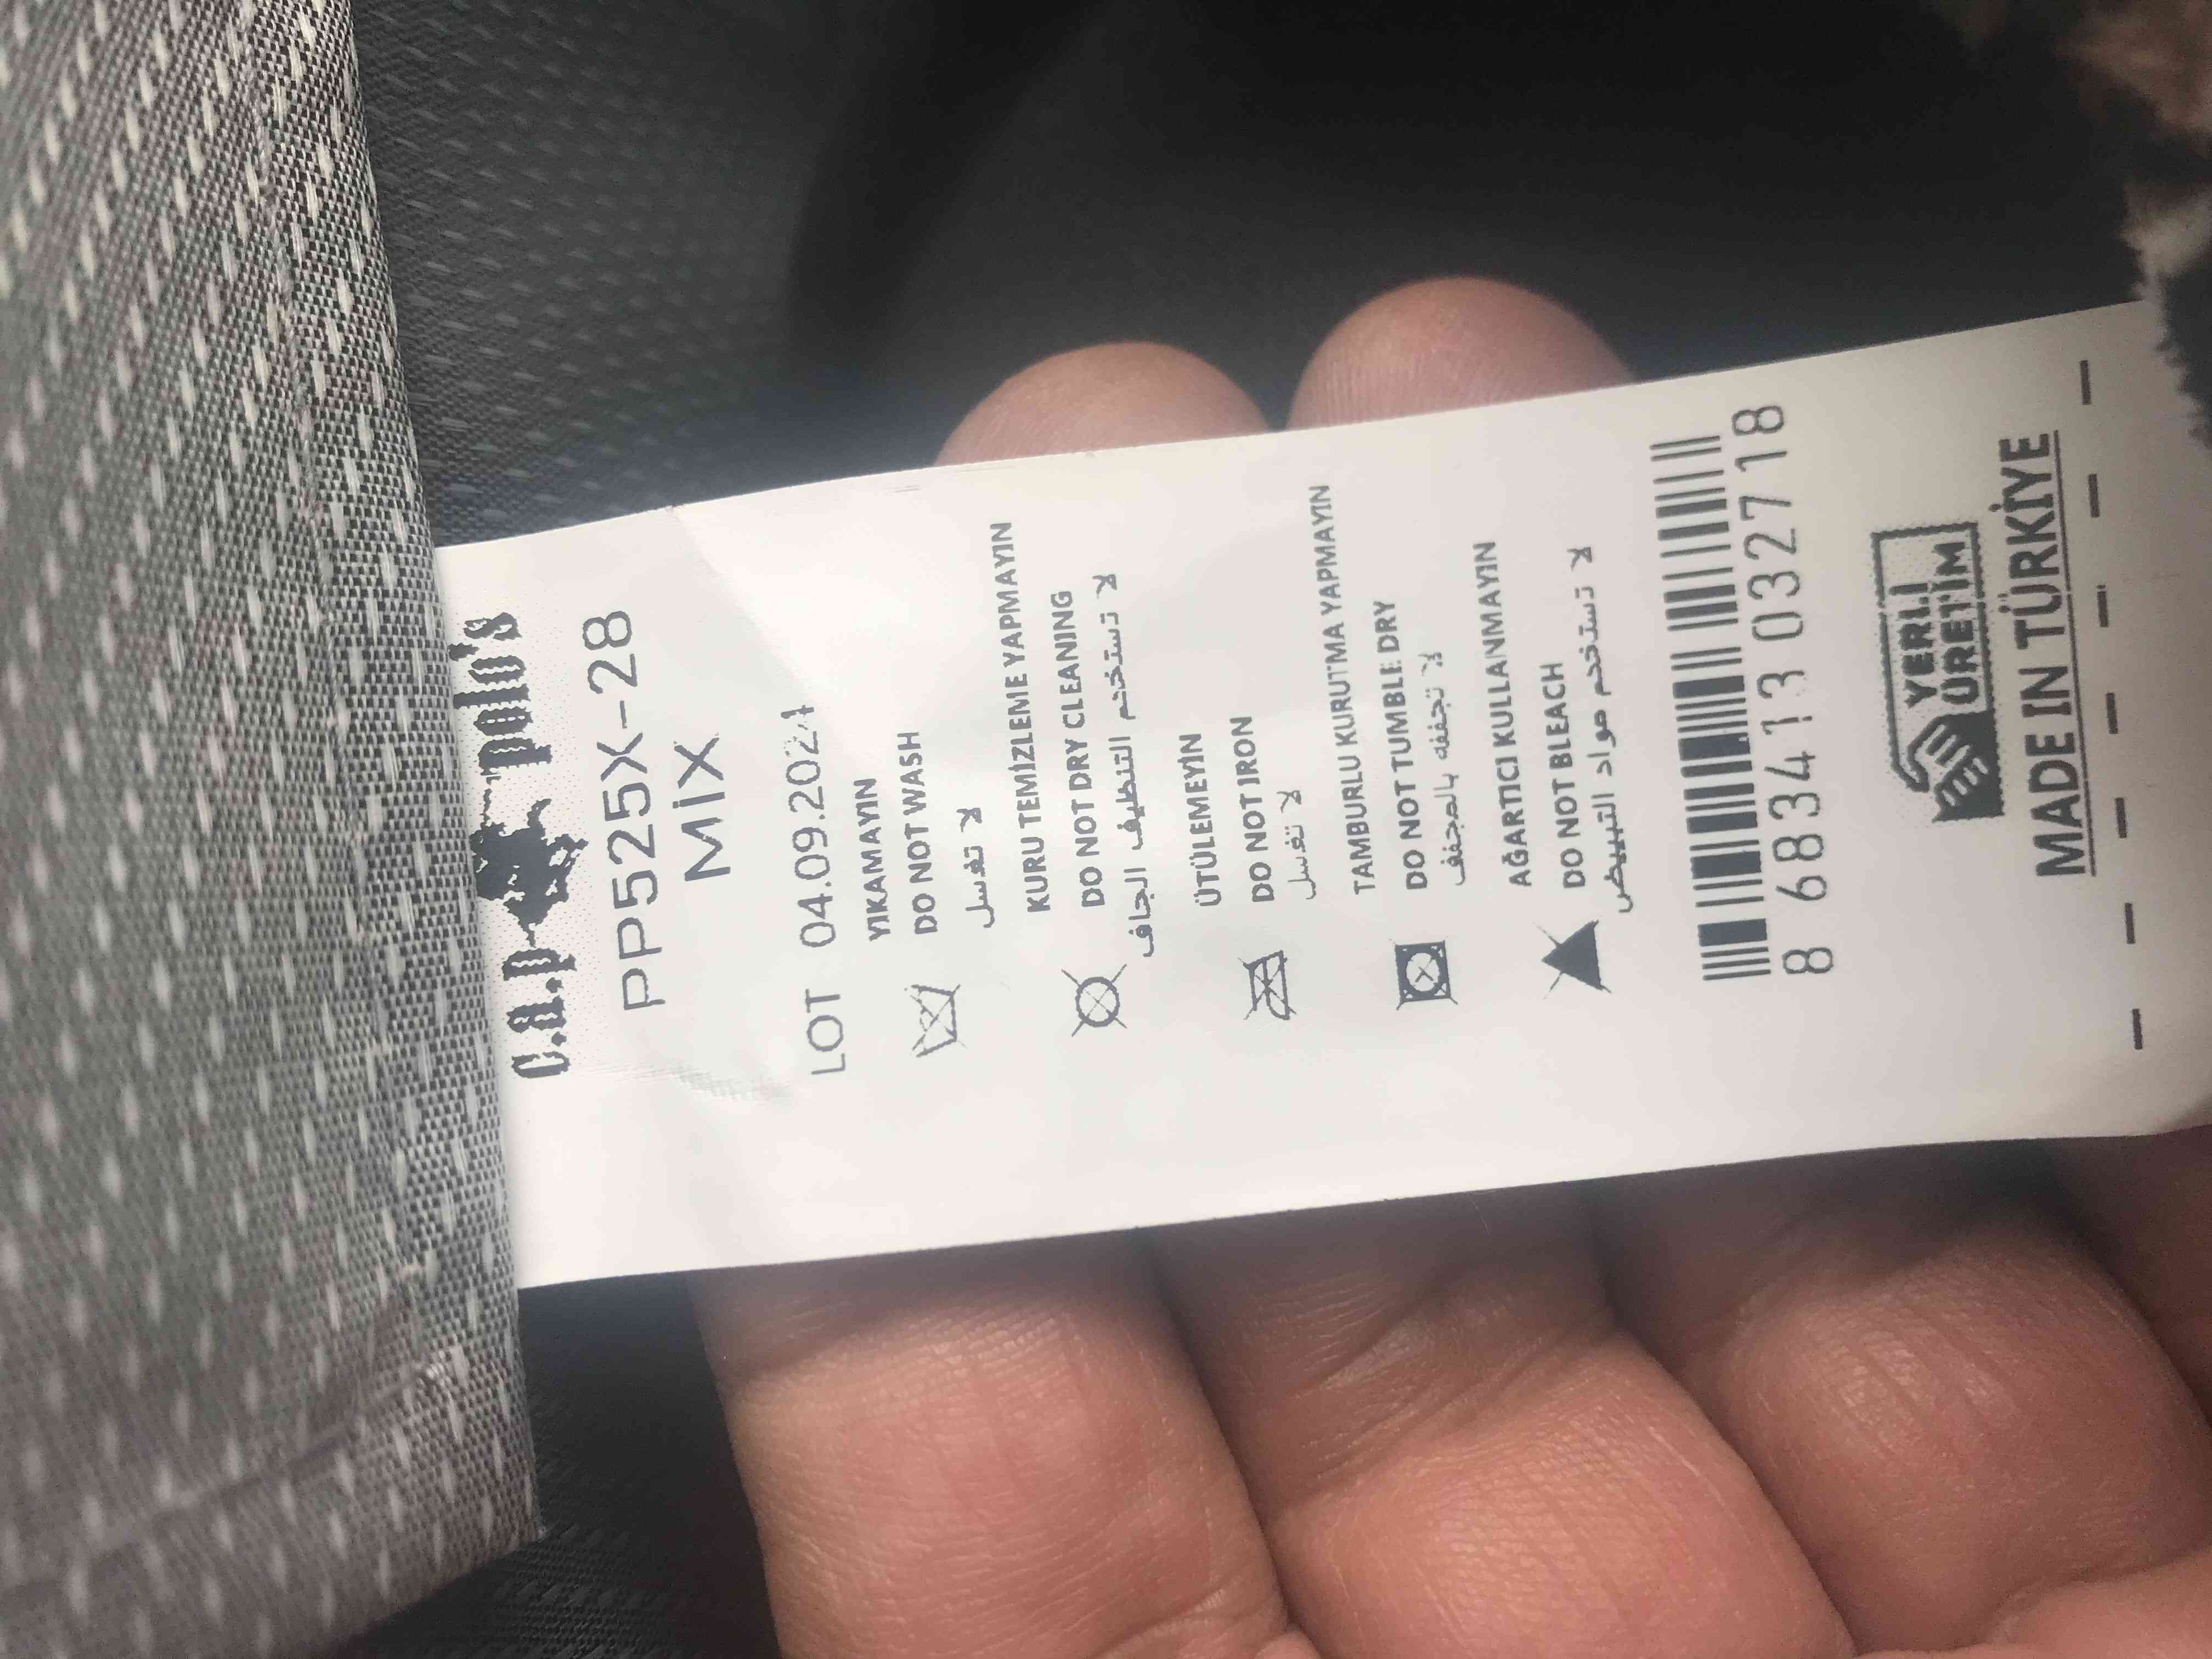 c.a.p polo's
PP525X-28
MİX
LOT 04.09.2024
YIKAMAYIN
DO NOT WASH
لا تغسل
KURU TEMİZLEME YAPMAYIN
DO NOT DRY CLEANING
لا تستخدم التنظيف الجاف
ÜTÜLEMEYİN
DO NOT IRON
لا تغسل
TAMBURLU KURUTMA YAPMAYIN
DO NOT TUMBLE DRY
لا تجففه بالمجفف
AĞARTICI KULLANMAYIN
DO NOT BLEACH
لا تستخدم مواد التبييض
8 683413 032718
YERLİ
ÜRETİM
MADE IN TÜRKİYE